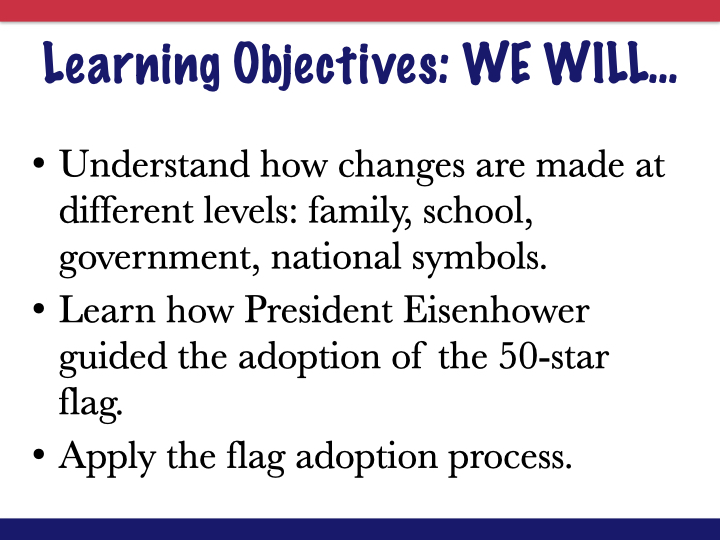 Learning Objectives: WE WILL...
• Understand how changes are made at
different levels: family, school,
government, national symbols.
• Learn how President Eisenhower
guided the adoption of the 50-star
flag.
• Apply the flag adoption process.